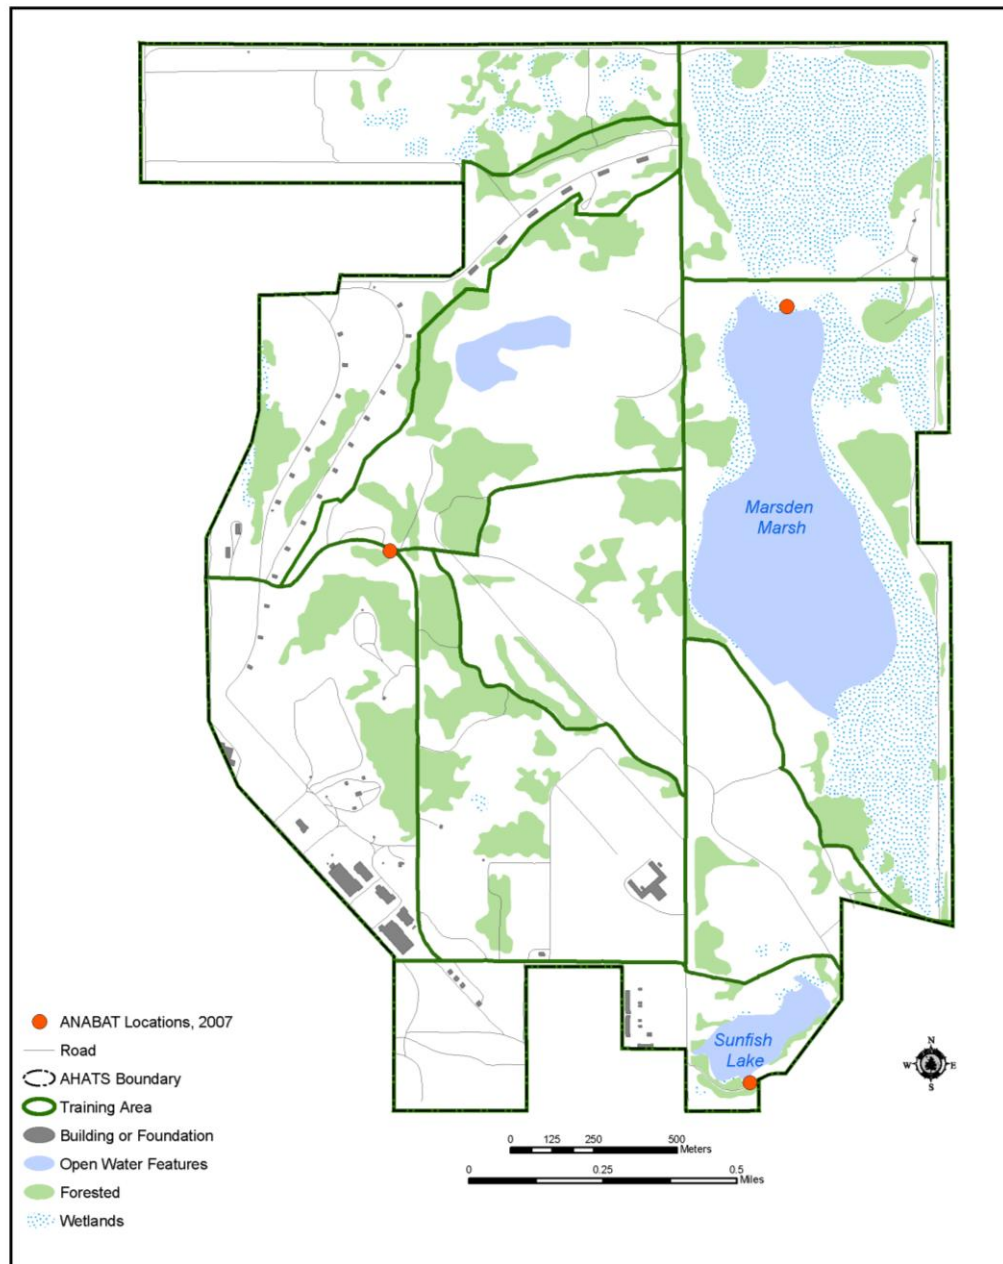 Marsden
Marsh
Sunfish
Lake
ANABAT Locations, 2007
Road
AHATS Boundary
Training Area
Building or Foundation
Open Water Features
Forested
Wetlands
N
W E
S
0 125 250 500
Meters
0 0.25 0.5
Miles